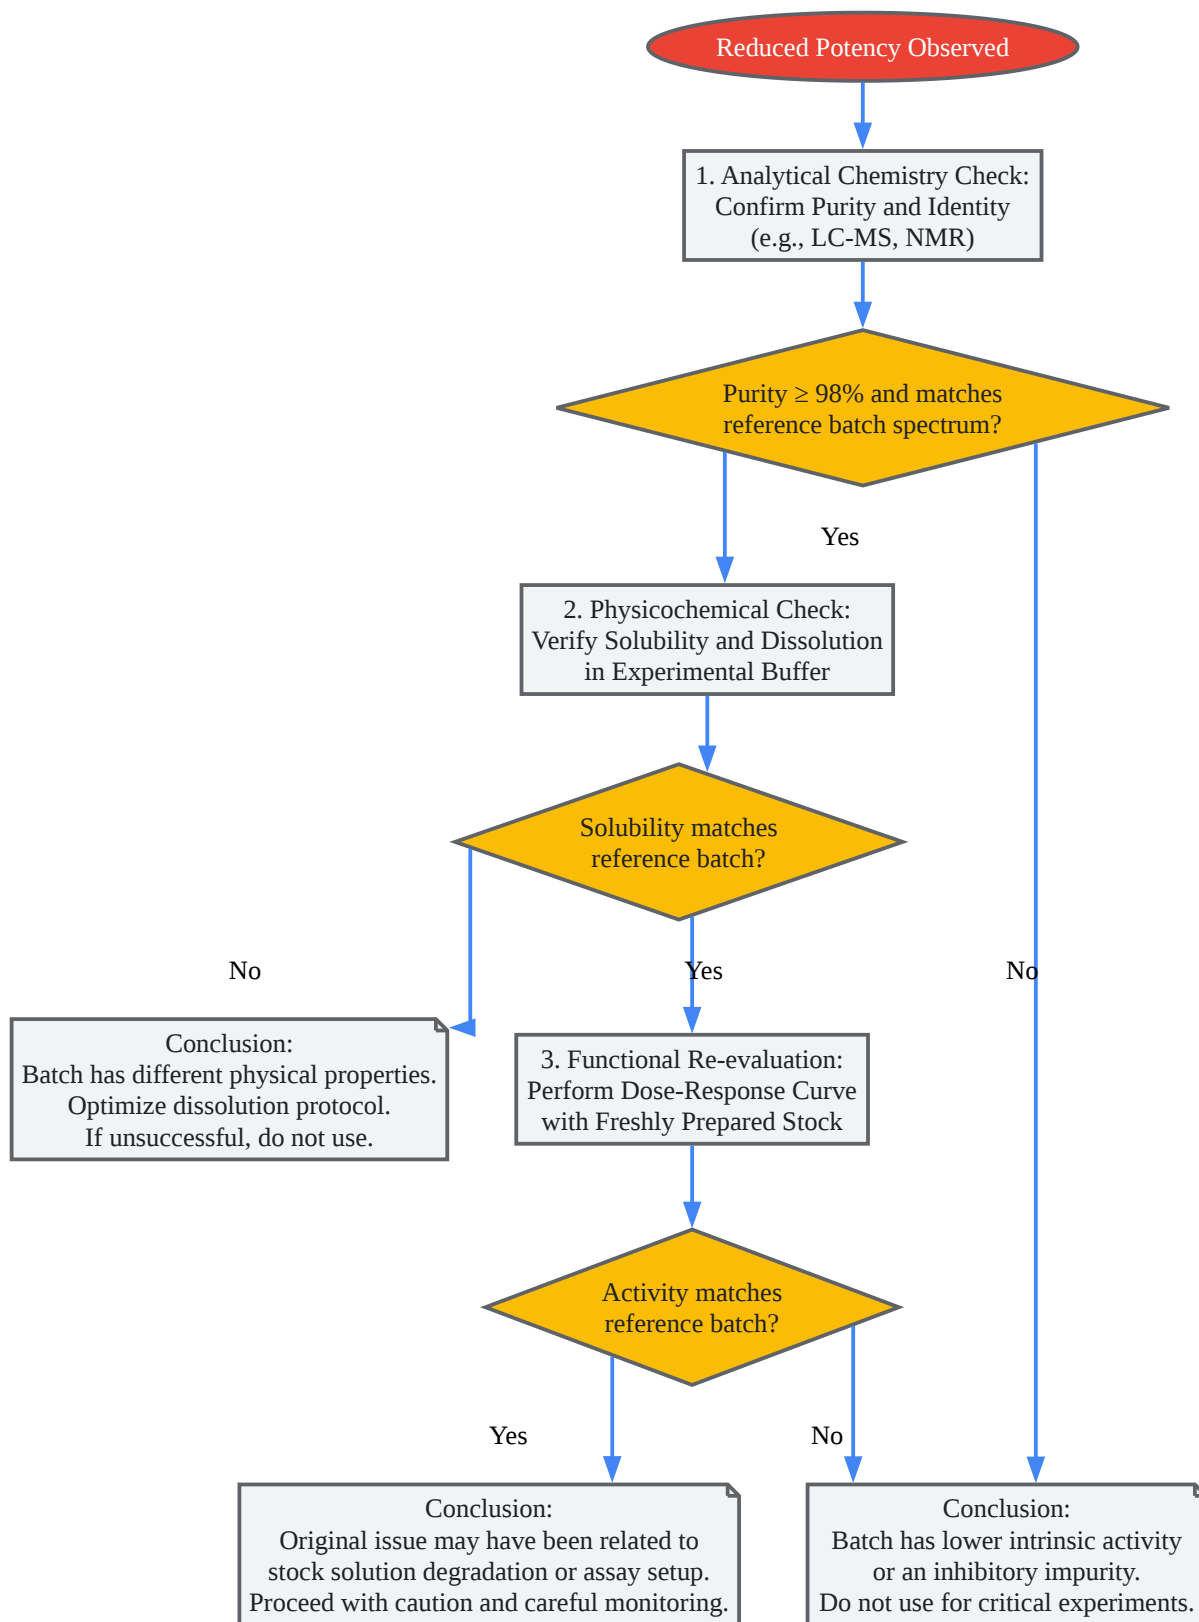 Reduced Potency Observed
1. Analytical Chemistry Check:
Confirm Purity and Identity
(e.g., LC-MS, NMR)
Purity ≥ 98% and matches
reference batch spectrum?
Yes
2. Physicochemical Check:
Verify Solubility and Dissolution
in Experimental Buffer
Solubility matches
reference batch?
No
Yes
No
Conclusion:
Batch has different physical properties.
Optimize dissolution protocol.
If unsuccessful, do not use.
3. Functional Re-evaluation:
Perform Dose-Response Curve
with Freshly Prepared Stock
Activity matches
reference batch?
Yes
No
Conclusion:
Original issue may have been related to
stock solution degradation or assay setup.
Proceed with caution and careful monitoring.
Conclusion:
Batch has lower intrinsic activity
or an inhibitory impurity.
Do not use for critical experiments.